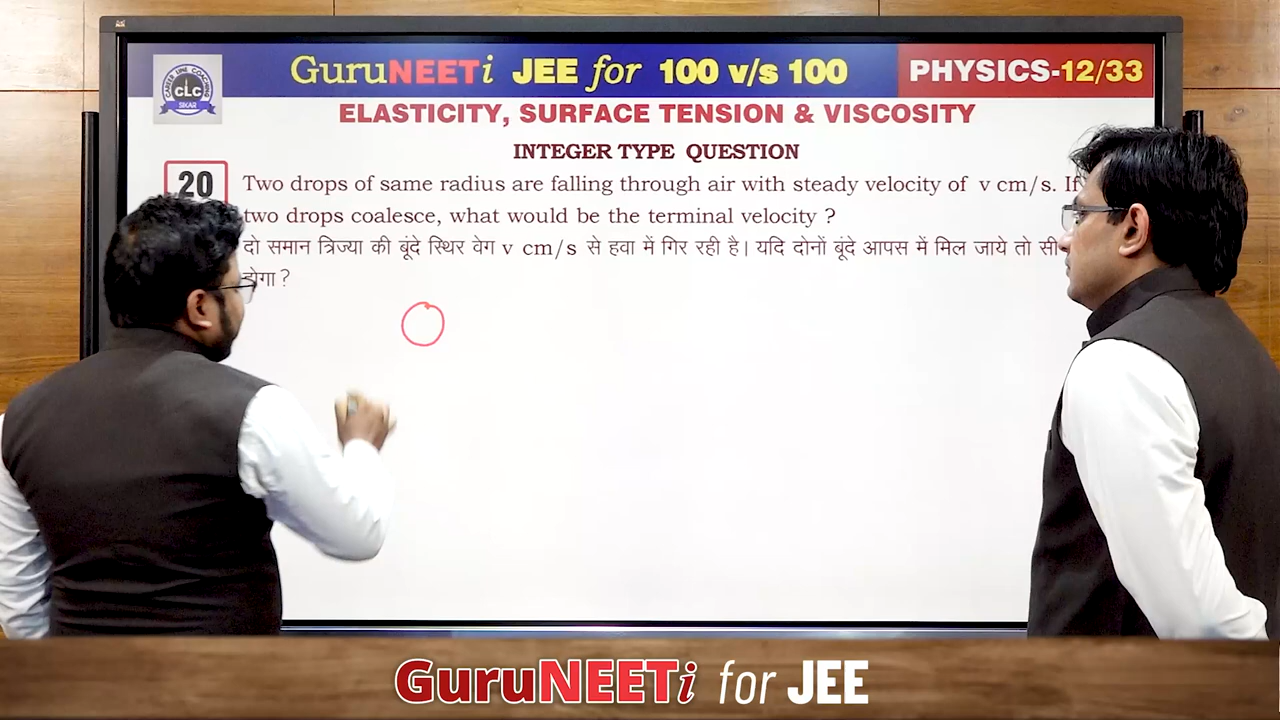 GuruNEETi JEE for 100 v/s 100
PHYSICS-12/33
CLC
SIKAR
ELASTICITY, SURFACE TENSION & VISCOSITY
INTEGER TYPE QUESTION
20
Two drops of same radius are falling through air with steady velocity of v cm/s. If
two drops coalesce, what would be the terminal velocity ?
दो समान त्रिज्या की बूंदे स्थिर वेग v cm/s से हवा में गिर रही है। यदि दोनों बूंदे आपस में मिल जाये तो
होगा ?
GuruNEETi for JEE